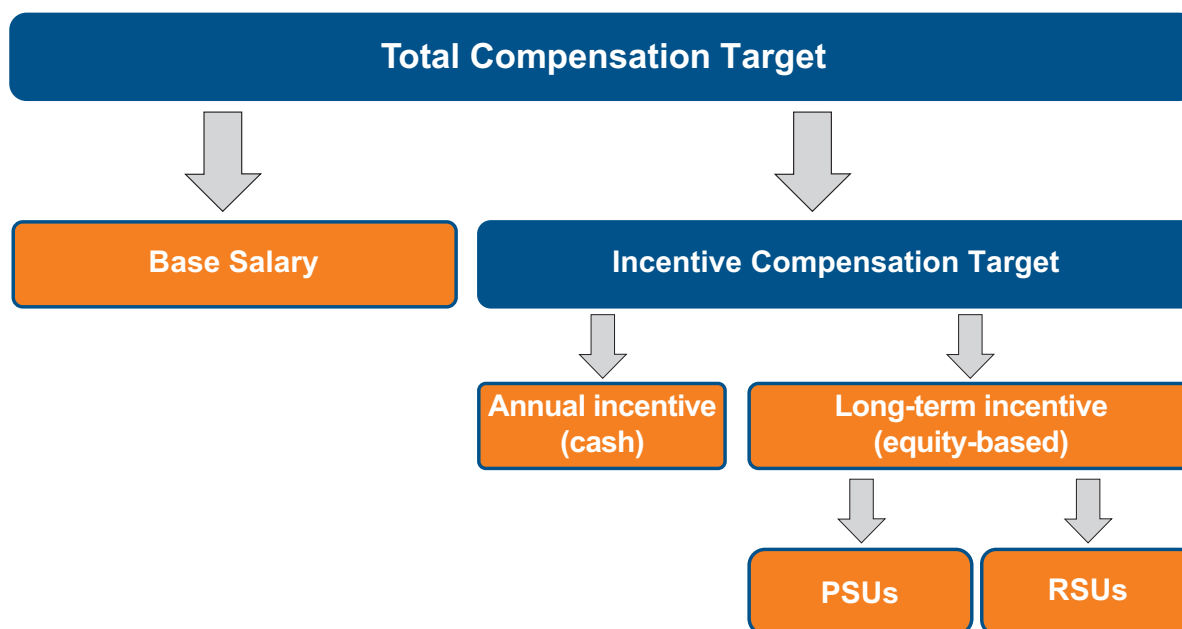 Total Compensation Target
Base Salary
Incentive Compensation Target
Annual incentive
(cash)
Long-term incentive
(equity-based)
PSUs
RSUs